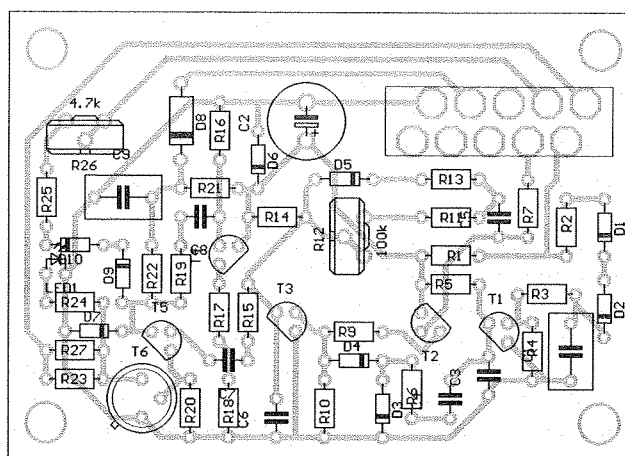 4.7k
C9
R26
D8
R16
C2
D6
D5
R25
R21
R13
R14
R12
100k
R7
R2
D1
R1
D10
D9
R22
R19
C8
R5
LED1
R24
T5
R17
R15
T3
T1
R3
D2
D7
T6
R9
D4
T2
R4
R27
R23
R20
R18
C6
R10
D3
R6
C3